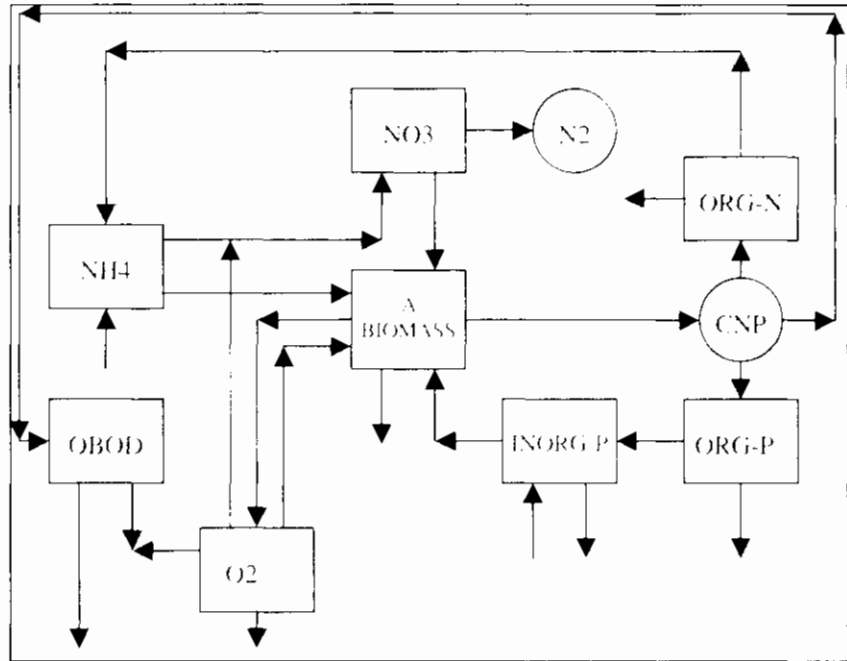 NO3
N2
ORG-N
NH4
A
BIOMASS
CNP
OBOD
INORG P
ORG-P
O2